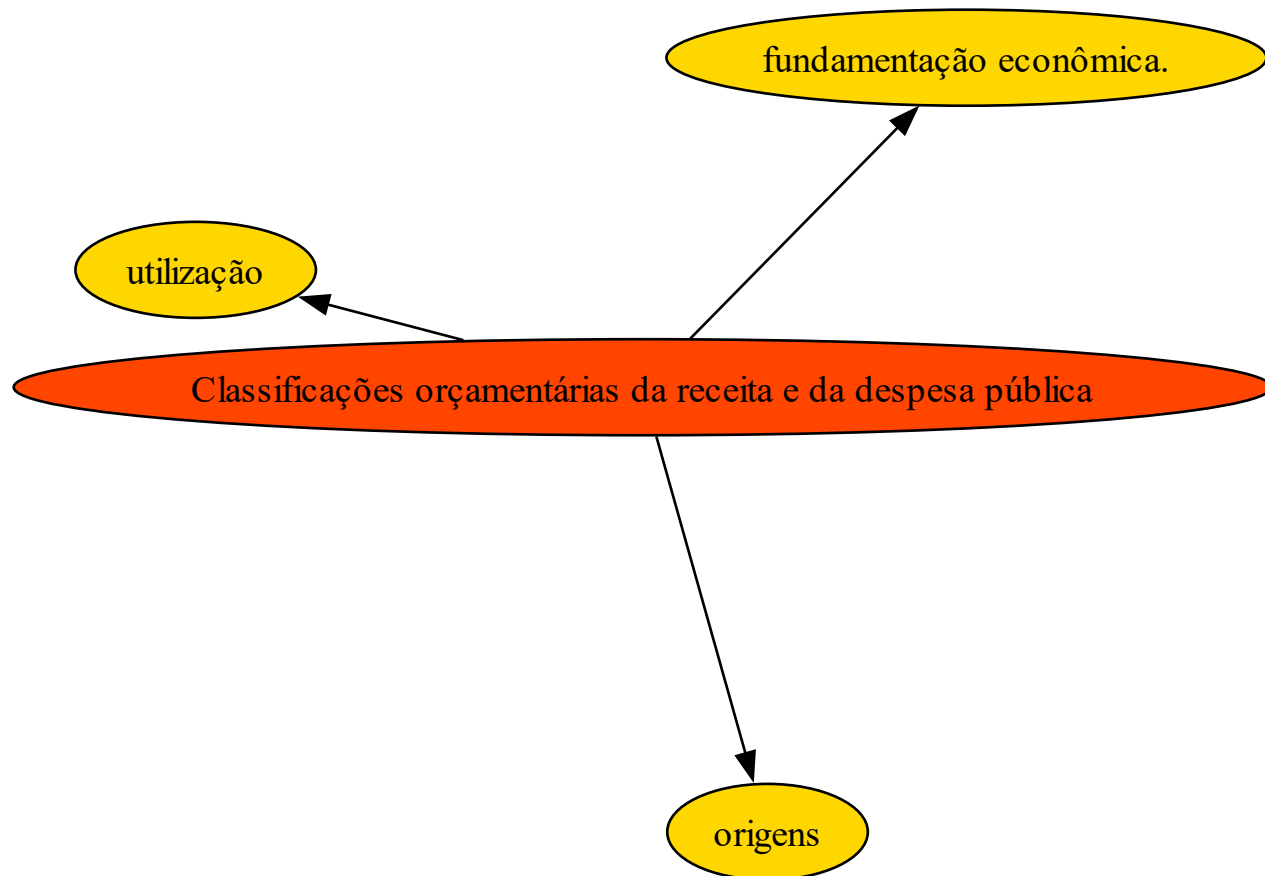 fundamentação econômica.
utilização
Classificações orçamentárias da receita e da despesa pública
origens